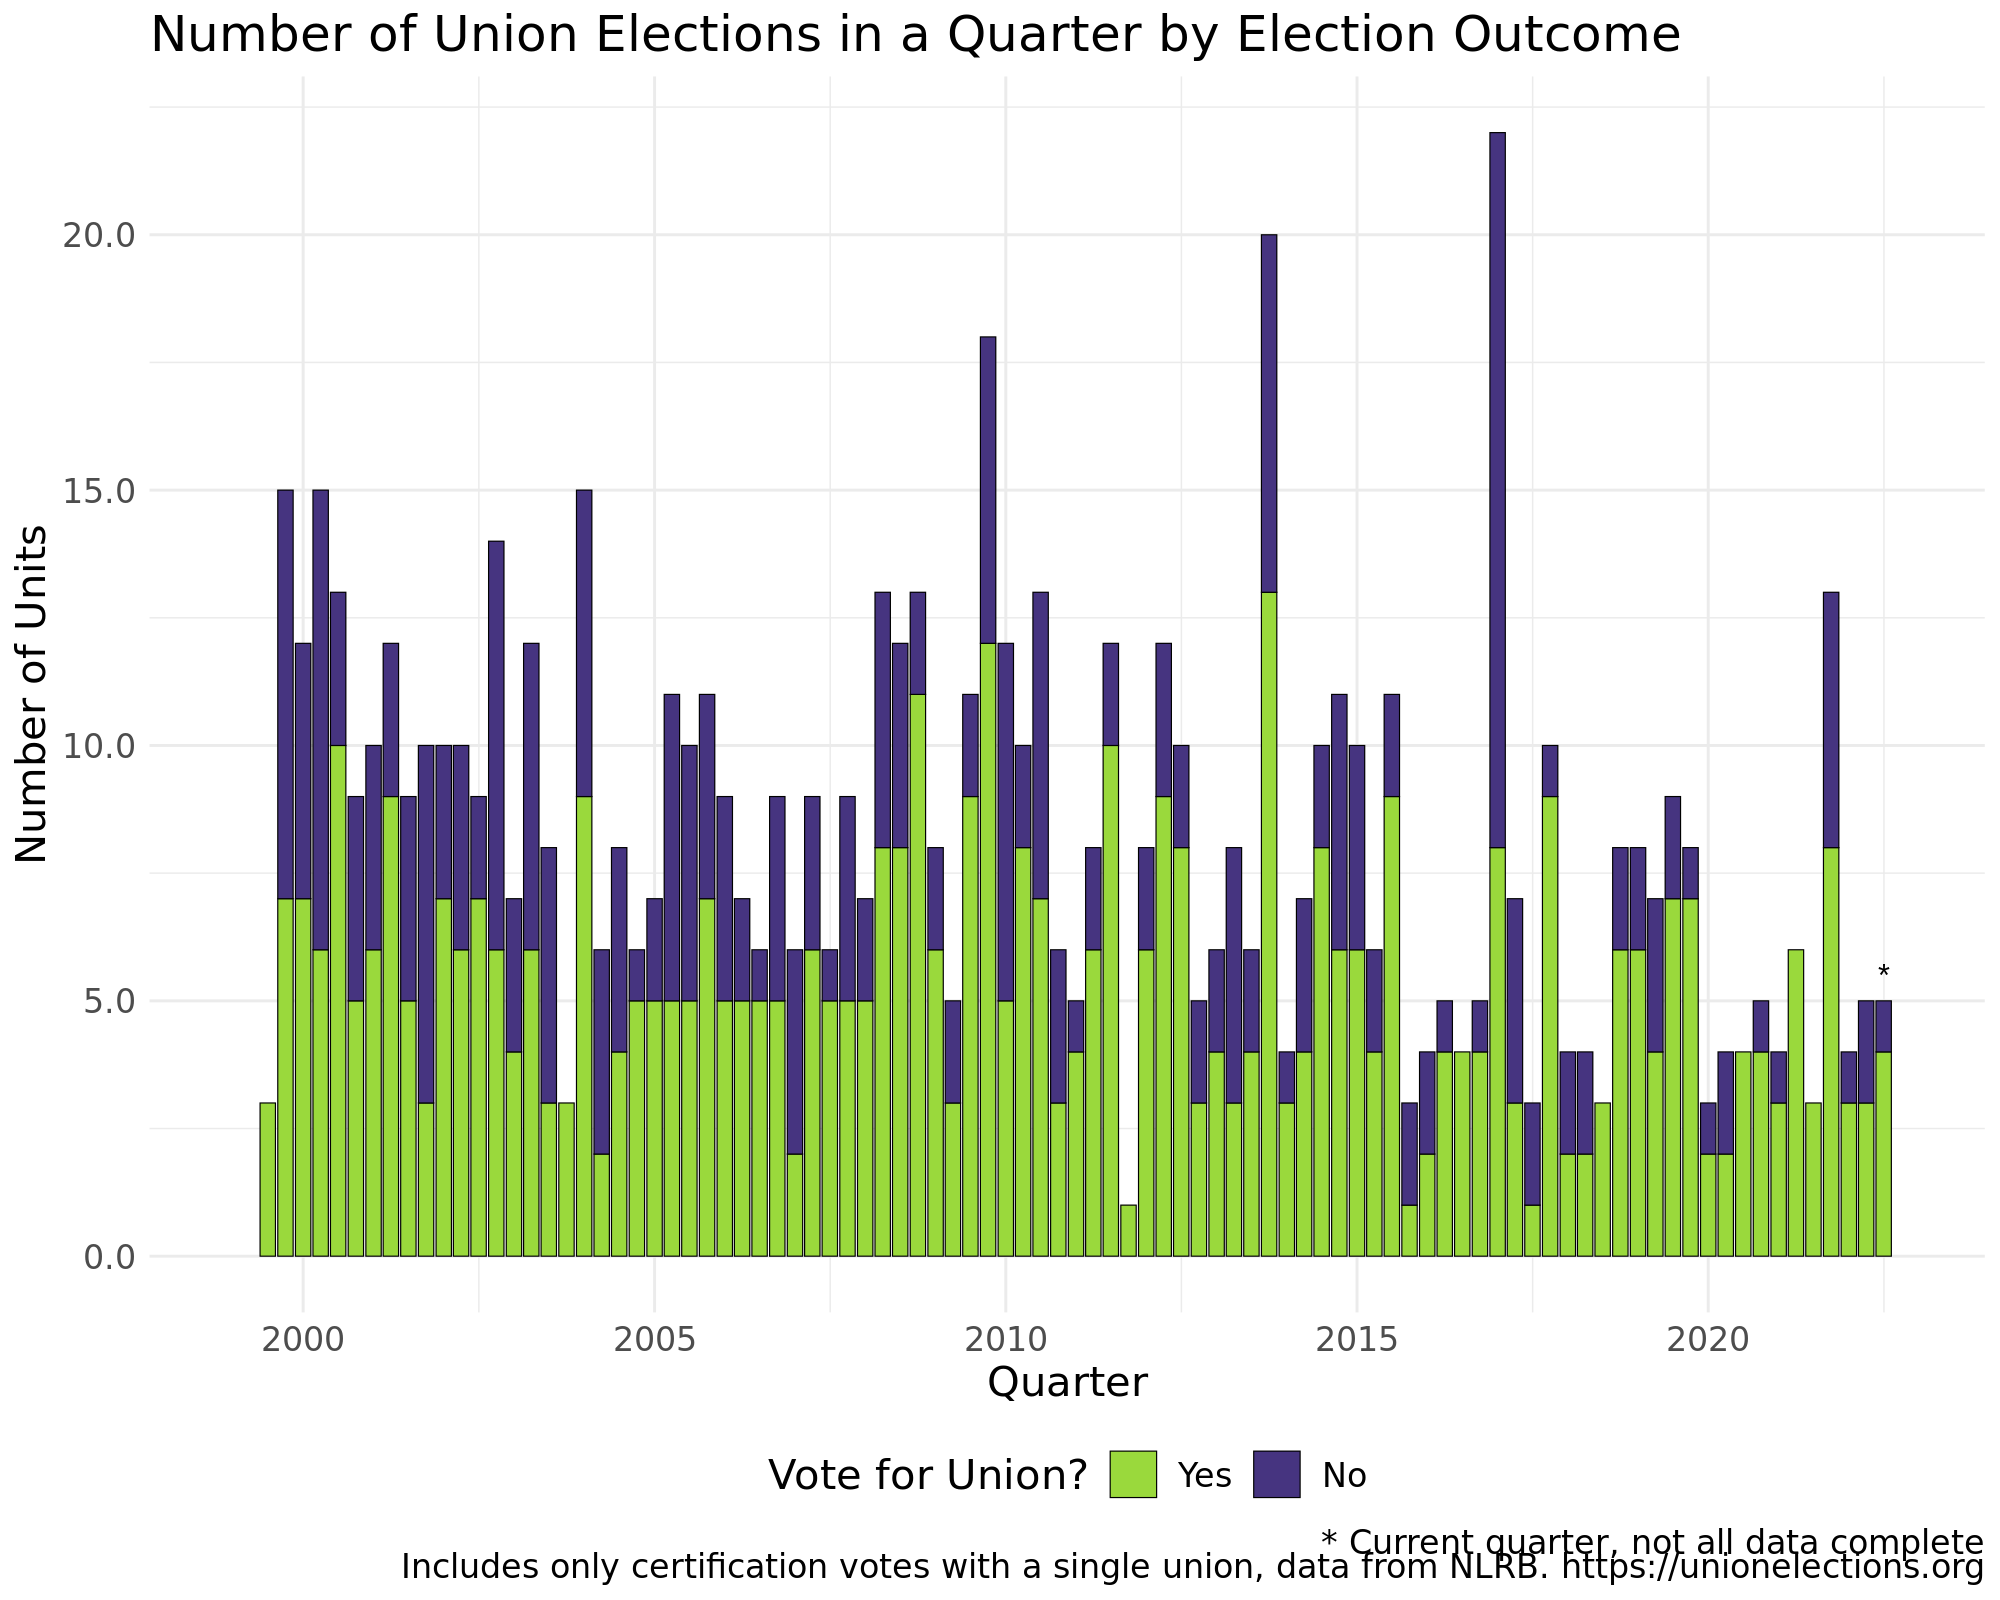 Number of Union Elections in a Quarter by Election Outcome
20.0
15.0
10.0
5.0
0.0
Number of Units
*
2000 2005 2010 2015 2020
Quarter
Vote for Union? Yes No
* Current quarter, not all data complete
Includes only certification votes with a single union, data from NLRB. https://unionelections.org